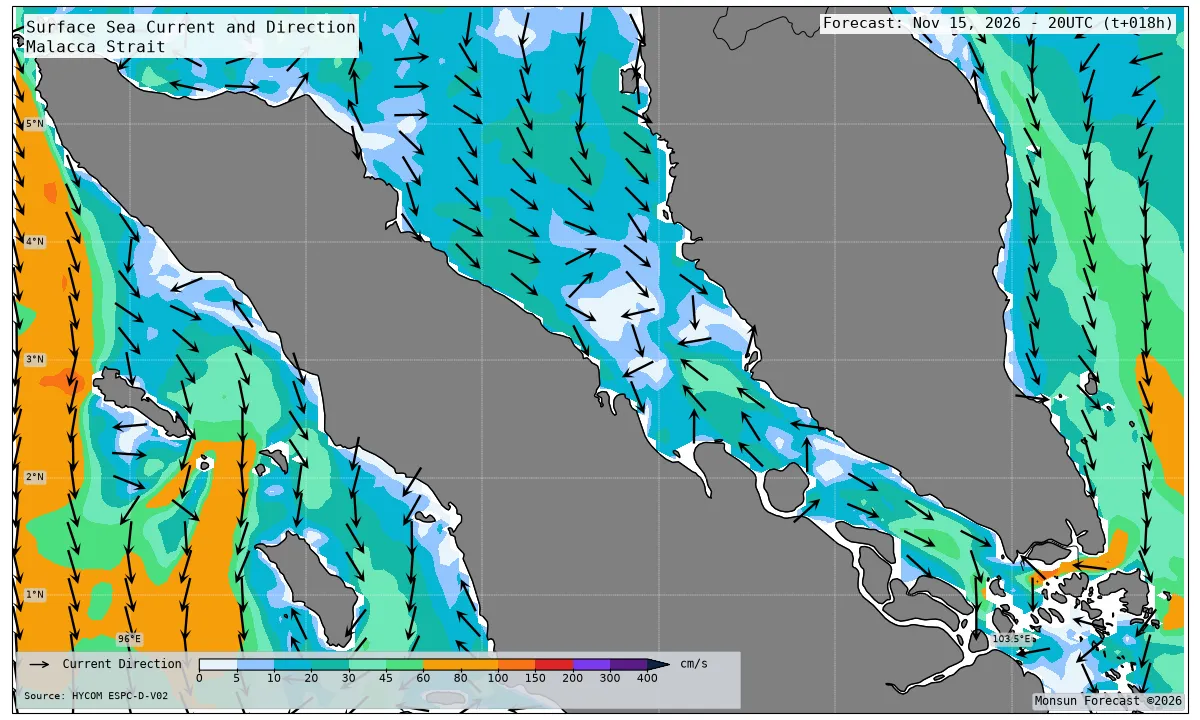 Surface Sea Current and Direction
Malacca Strait
Forecast: Nov 15, 2026 - 20UTC (t+018h)
5°N
4°N
3°N
2°N
1°N
96°E
103.5°E
Current Direction
0 5 10 20 30 45 60 80 100 150 200 300 400 cm/s
Source: HYCOM ESPC-D-V02
Monsun Forecast ©2026